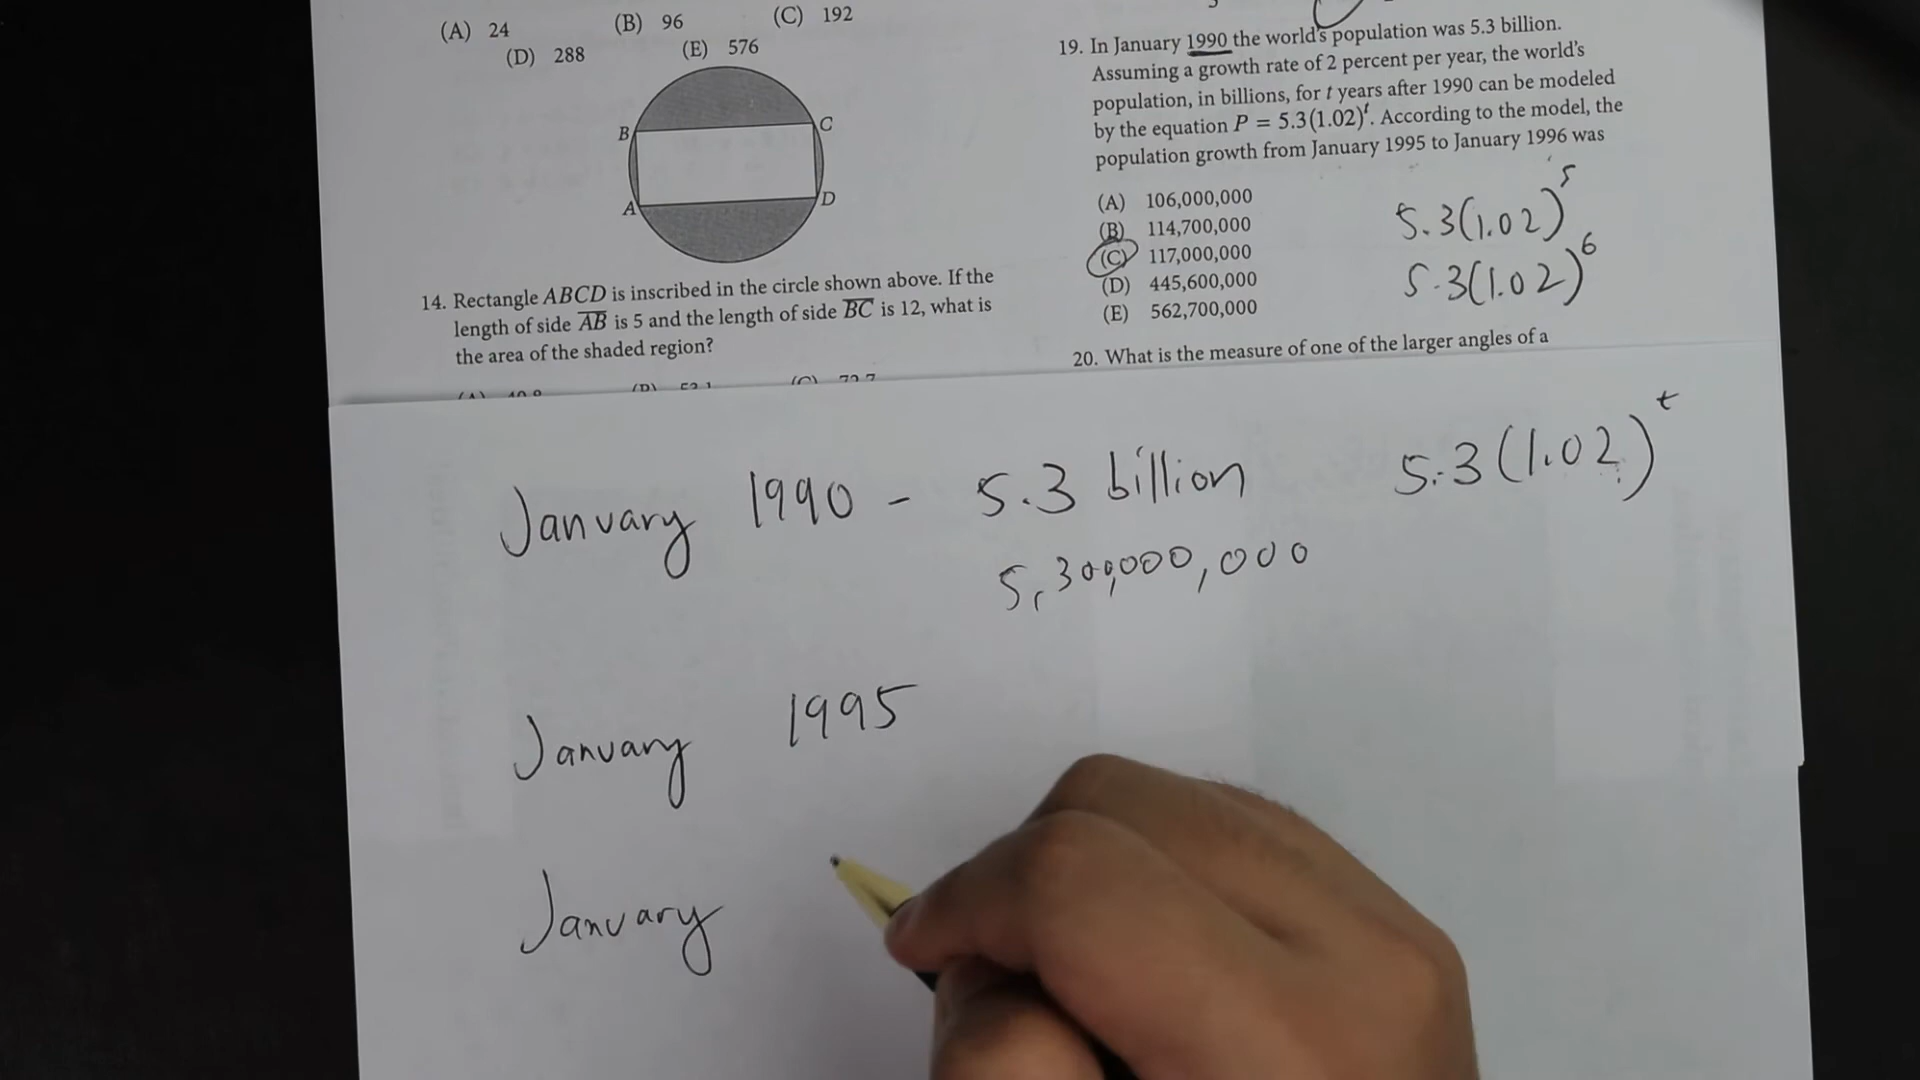 (A) 24 (B) 96 (C) 192
(D) 288 (E) 576
B C
A D
14. Rectangle ABCD is inscribed in the circle shown above. If the
length of side AB is 5 and the length of side BC is 12, what is
the area of the shaded region?
19. In January 1990 the world's population was 5.3 billion.
Assuming a growth rate of 2 percent per year, the world's
population, in billions, for t years after 1990 can be modeled
by the equation P = 5.3(1.02)^t. According to the model, the
population growth from January 1995 to January 1996 was
(A) 106,000,000
(B) 114,700,000
(C) 117,000,000
(D) 445,600,000
(E) 562,700,000
5.3(1.02)^5
5.3(1.02)^6
20. What is the measure of one of the larger angles of a
January 1990 - 5.3 billion 5.3(1.02)^t
5,300,000,000
January 1995
January